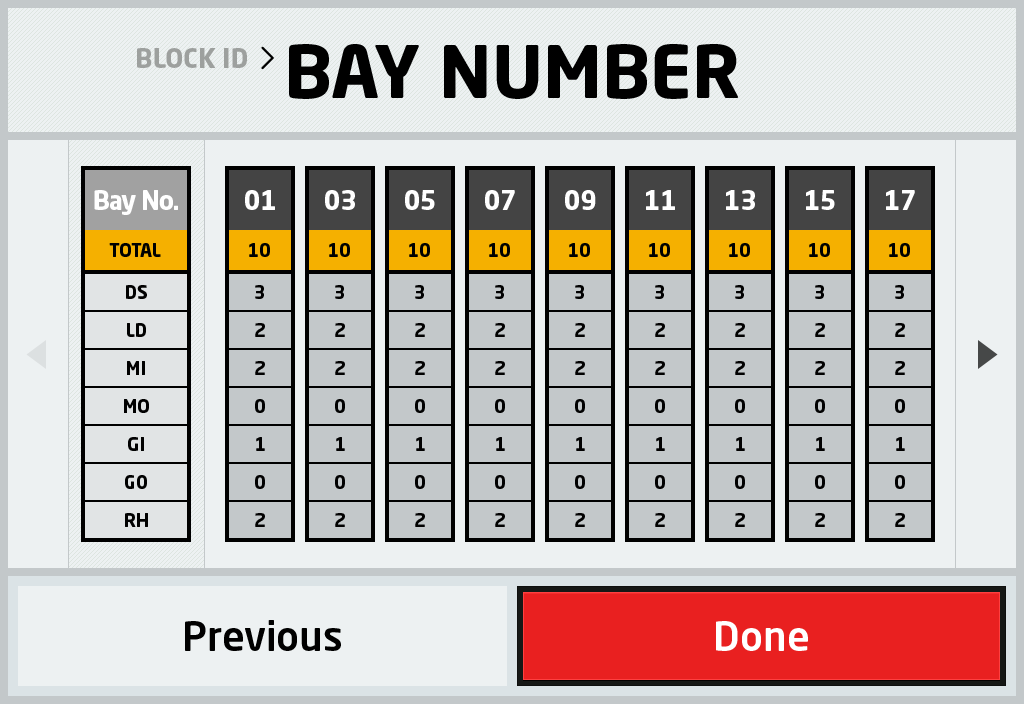 BLOCK ID > BAY NUMBER
Bay No. 01 03 05 07 09 11 13 15 17
TOTAL 10 10 10 10 10 10 10 10 10
DS 3 3 3 3 3 3 3 3 3
LD 2 2 2 2 2 2 2 2 2
MI 2 2 2 2 2 2 2 2 2
MO 0 0 0 0 0 0 0 0 0
GI 1 1 1 1 1 1 1 1 1
GO 0 0 0 0 0 0 0 0 0
RH 2 2 2 2 2 2 2 2 2
Previous Done